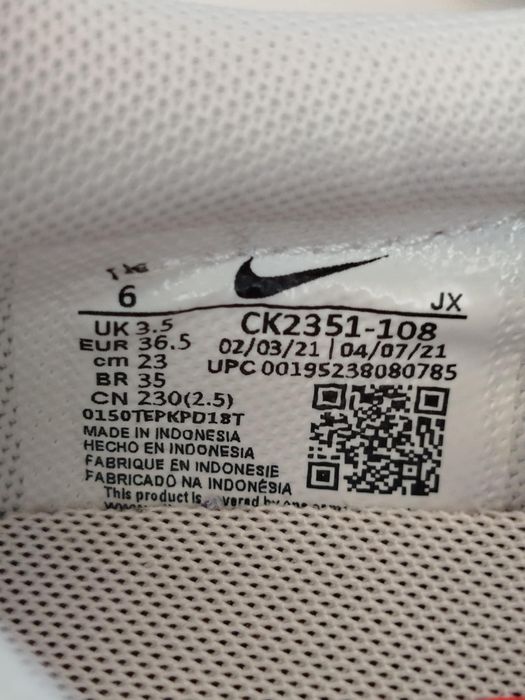 6
JX
UK 3.5
EUR 36.5
cm 23
BR 35
CN 230(2.5)
CK2351-108
02/03/21 | 04/07/21
UPC 00195238080785
0150TEPKPD18T
MADE IN INDONESIA
HECHO EN INDONESIA
FABRIQUE EN INDONESIE
FABRICADO NA INDONÉSIA
This product is